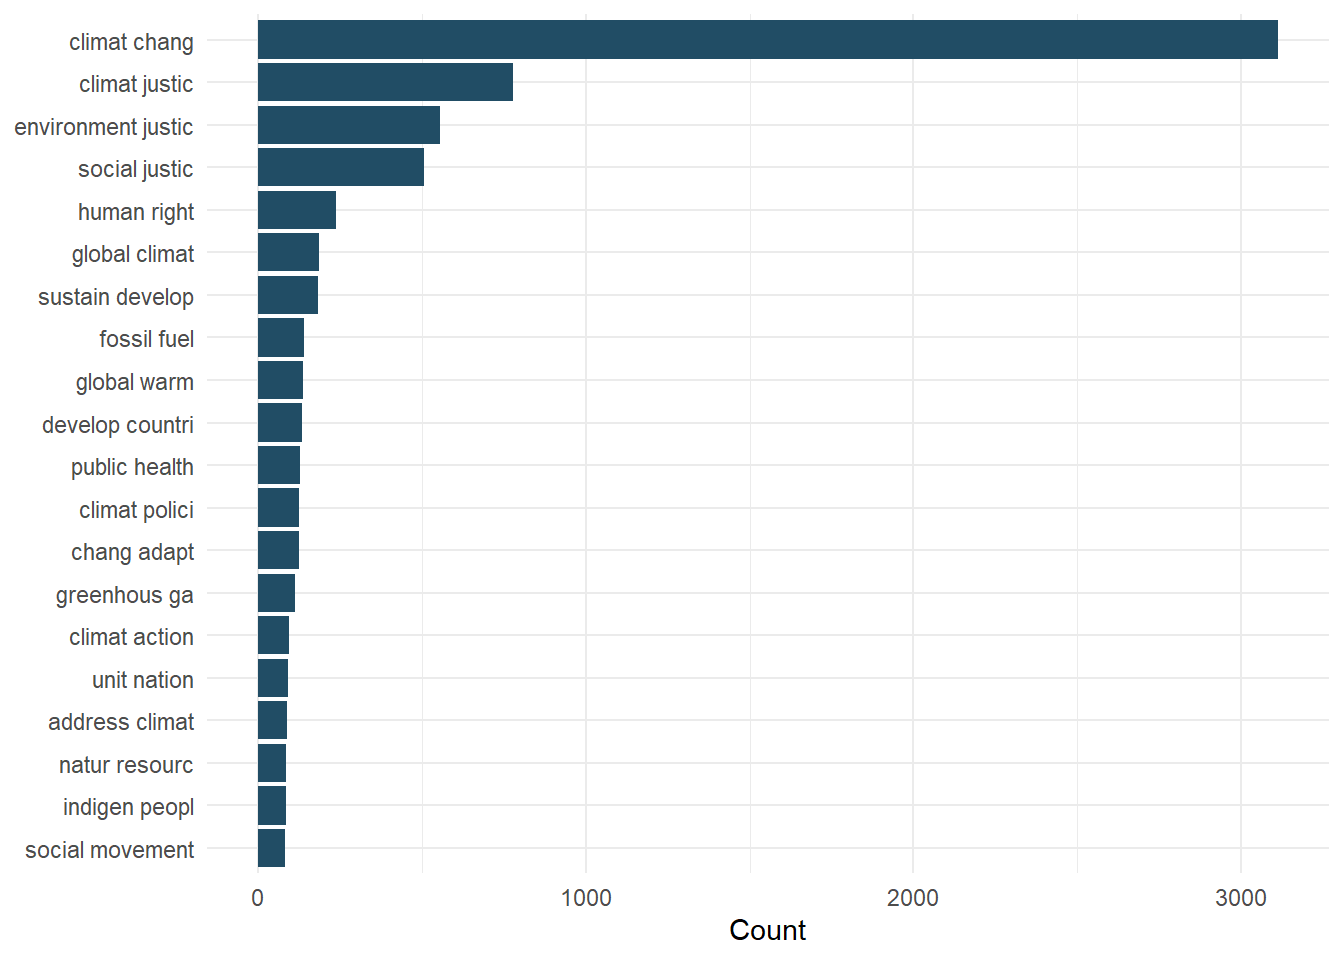 climat chang
climat justic
environment justic
social justic
human right
global climat
sustain develop
fossil fuel
global warm
develop countri
public health
climat polici
chang adapt
greenhous ga
climat action
unit nation
address climat
natur resourc
indigen peopl
social movement
0 1000 2000 3000
Count